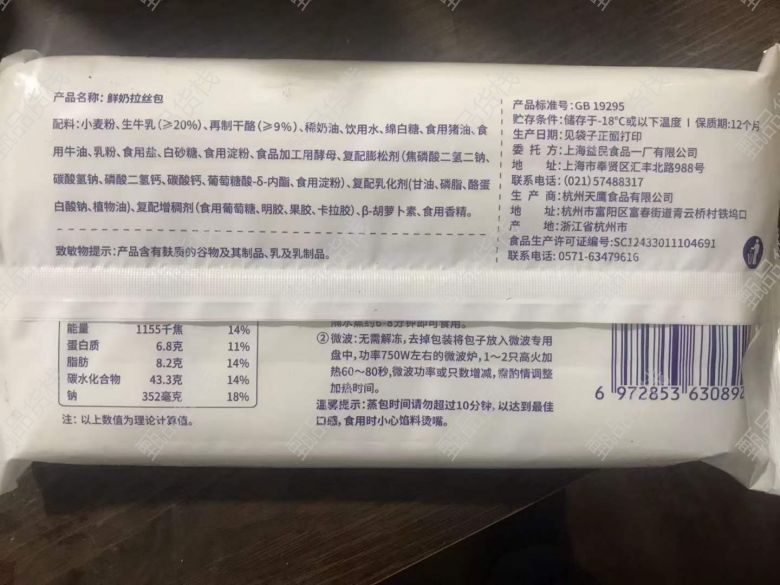 产品名称：鲜奶拉丝包
配料：小麦粉、生牛乳（≥20%）、再制干酪（≥9%）、稀奶油、饮用水、绵白糖、食用猪油、食
用牛油、乳粉、食用盐、白砂糖、食用淀粉、食品加工用酵母、复配膨松剂（焦磷酸二氢二钠、
碳酸氢钠、磷酸二氢钙、碳酸钙、葡萄糖酸-δ-内酯、食用淀粉）、复配乳化剂（甘油、磷脂、酪蛋
白酸钠、植物油）、复配增稠剂（食用葡萄糖、明胶、果胶、卡拉胶）、β-胡萝卜素、食用香精。
致敏物提示：产品含有麸质的谷物及其制品、乳及乳制品。
产品标准号：GB 19295
贮存条件：储存于-18℃或以下温度 | 保质期：12个月
生产日期：见袋子正面打印
委托方：上海益民食品一厂有限公司
地址：上海市奉贤区汇丰北路988号
联系电话：（021）57488317
生产商：杭州天鹰食品有限公司
地址：杭州市富阳区富春街道青云桥村铁坞口
产地：浙江省杭州市
食品生产许可证编号：SC12433011104691
联系电话：0571-63479616
能量 1155千焦 14%
蛋白质 6.8克 11%
脂肪 8.2克 14%
碳水化合物 43.3克 14%
钠 352毫克 18%
注：以上数值为理论计算值。
隔水蒸约6-8分钟即可食用。
②微波：无需解冻，去掉包装将包子放入微波专用
盘中，功率750W左右的微波炉，1～2只高火加
热60～80秒，微波功率或只数增减，需酌情调整
加热时间。
温馨提示：蒸包时间请勿超过10分钟，以达到最佳
口感，食用时小心馅料烫嘴。
6 972853 630892
甄品货栈